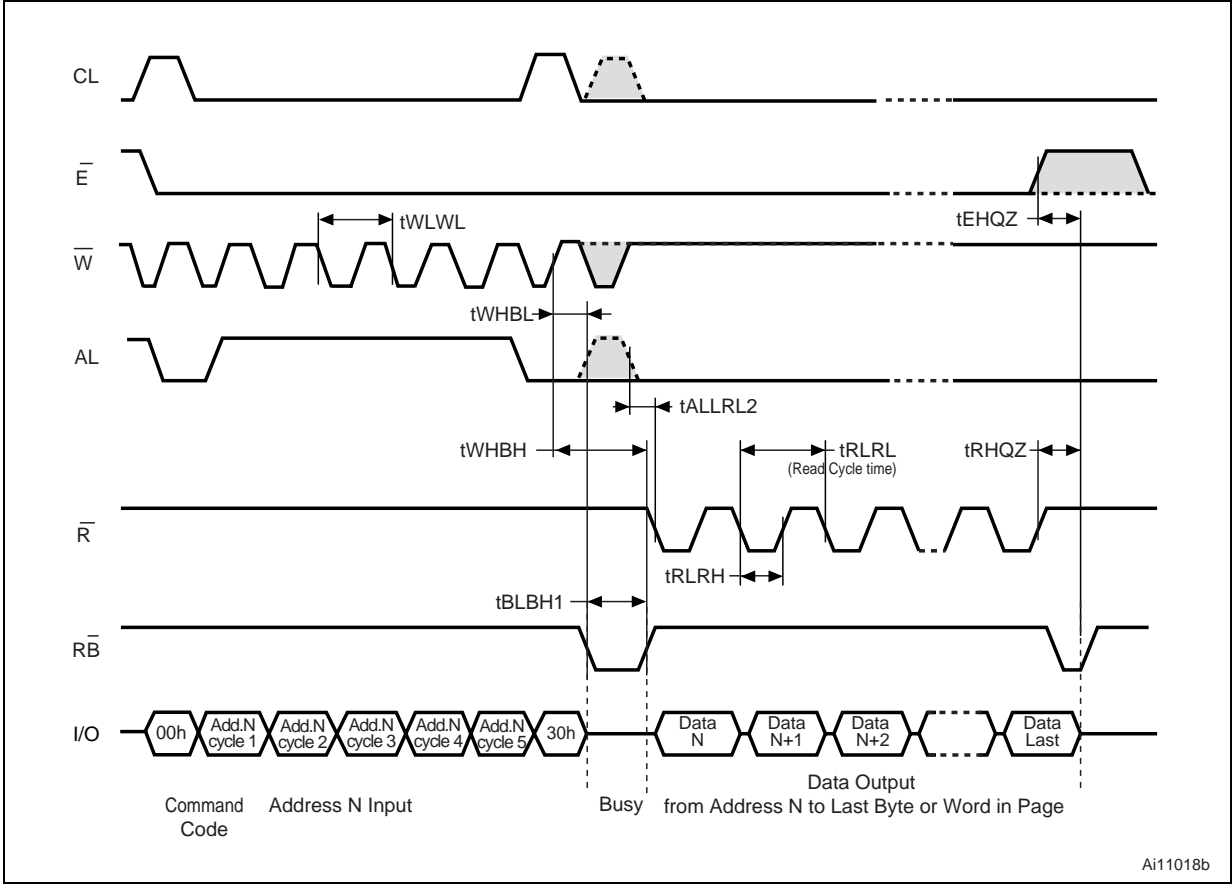 CL
E
tEHQZ
tWLWL
W
tWHBL
AL
tALLRL2
tWHBH
tRLRL
(Read Cycle time)
tRHQZ
R
tRLRH
tBLBH1
RB
I/O
00h
Add.N
cycle 1
Add.N
cycle 2
Add.N
cycle 3
Add.N
cycle 4
Add.N
cycle 5
30h
Data
N
Data
N+1
Data
N+2
Data
Last
Command
Code
Address N Input
Busy
Data Output
from Address N to Last Byte or Word in Page
Ai11018b